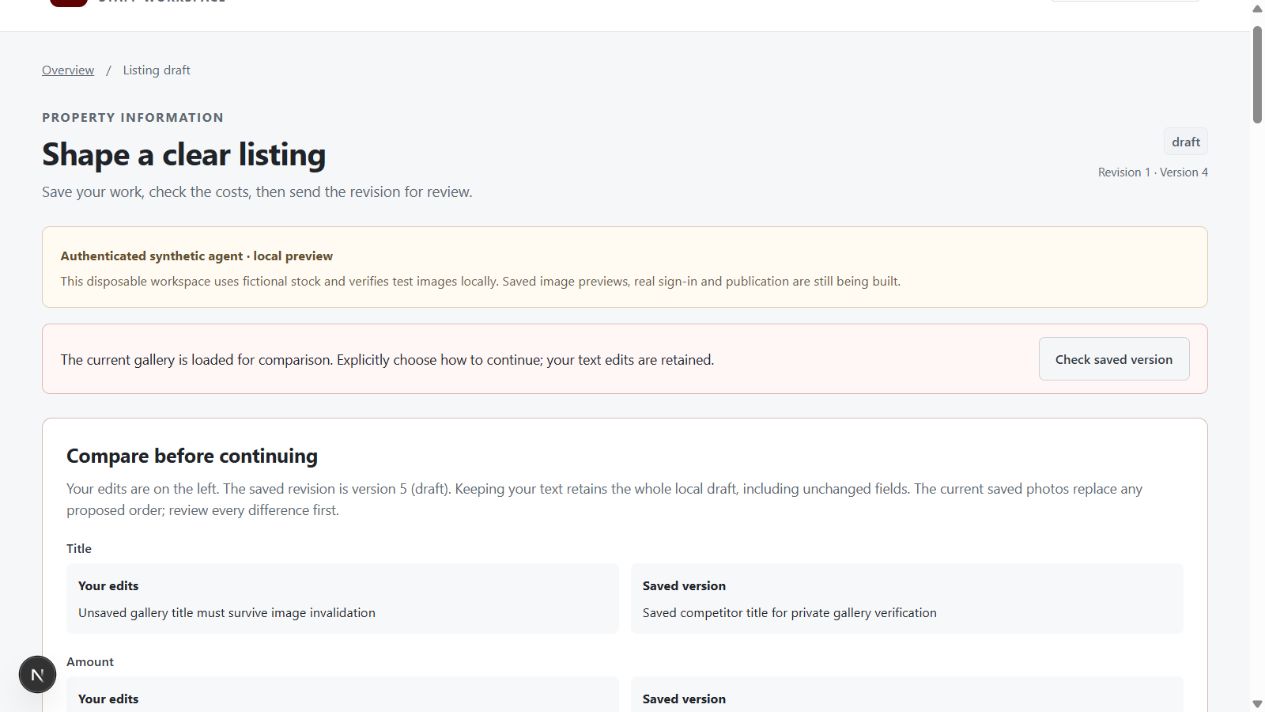 STAFF WORKSPACE
Overview / Listing draft
PROPERTY INFORMATION
Shape a clear listing
Save your work, check the costs, then send the revision for review.
draft
Revision 1 · Version 4
Authenticated synthetic agent · local preview
This disposable workspace uses fictional stock and verifies test images locally. Saved image previews, real sign-in and publication are still being built.
The current gallery is loaded for comparison. Explicitly choose how to continue; your text edits are retained.
Check saved version
Compare before continuing
Your edits are on the left. The saved revision is version 5 (draft). Keeping your text retains the whole local draft, including unchanged fields. The current saved photos replace any
proposed order; review every difference first.
Title
Your edits
Unsaved gallery title must survive image invalidation
Saved version
Saved competitor title for private gallery verification
Amount
Your edits
Saved version
N